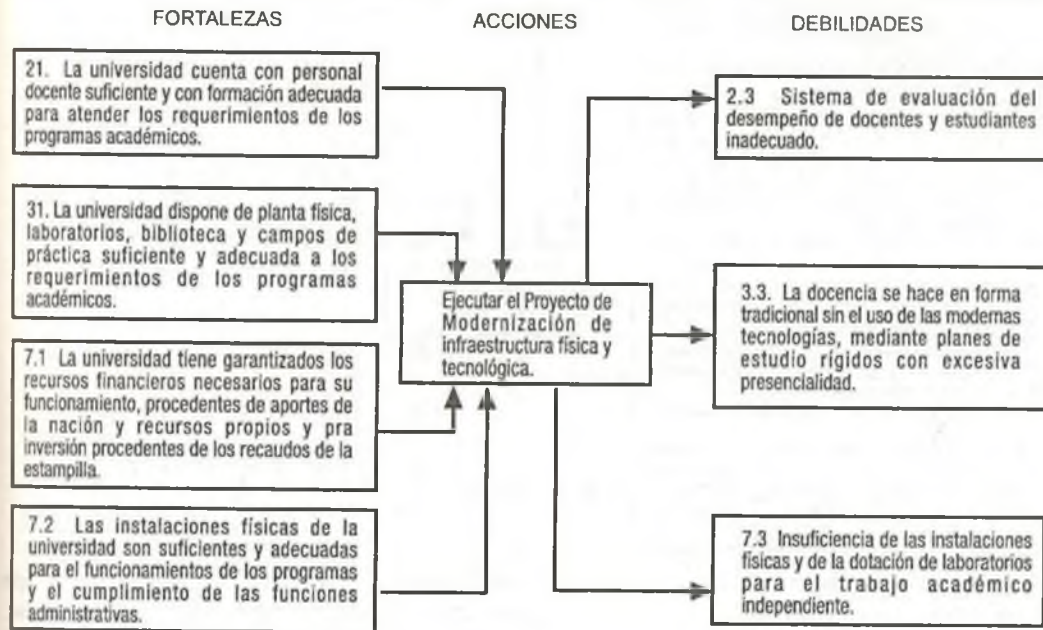 FORTALEZAS
ACCIONES
DEBILIDADES
21. La universidad cuenta con personal
docente suficiente y con formación adecuada
para atender los requerimientos de los
programas académicos.
31. La universidad dispone de planta física,
laboratorios, biblioteca y campos de
práctica suficiente y adecuada a los
requerimientos de los programas
académicos.
7.1 La universidad tiene garantizados los
recursos financieros necesarios para su
funcionamiento, procedentes de aportes de
la nación y recursos propios y pra
inversión procedentes de los recaudos de la
estampilla.
7.2 Las instalaciones físicas de la
universidad son suficientes y adecuadas
para el funcionamientos de los programas
y el cumplimiento de las funciones
administrativas.
Ejecutar el Proyecto de
Modernización de
infraestructura física y
tecnológica.
2.3 Sistema de evaluación del
desempeño de docentes y estudiantes
inadecuado.
3.3. La docencia se hace en forma
tradicional sin el uso de las modernas
tecnologías, mediante planes de
estudio rígidos con excesiva
presencialidad.
7.3 Insuficiencia de las instalaciones
físicas y de la dotación de laboratorios
para el trabajo académico
independiente.